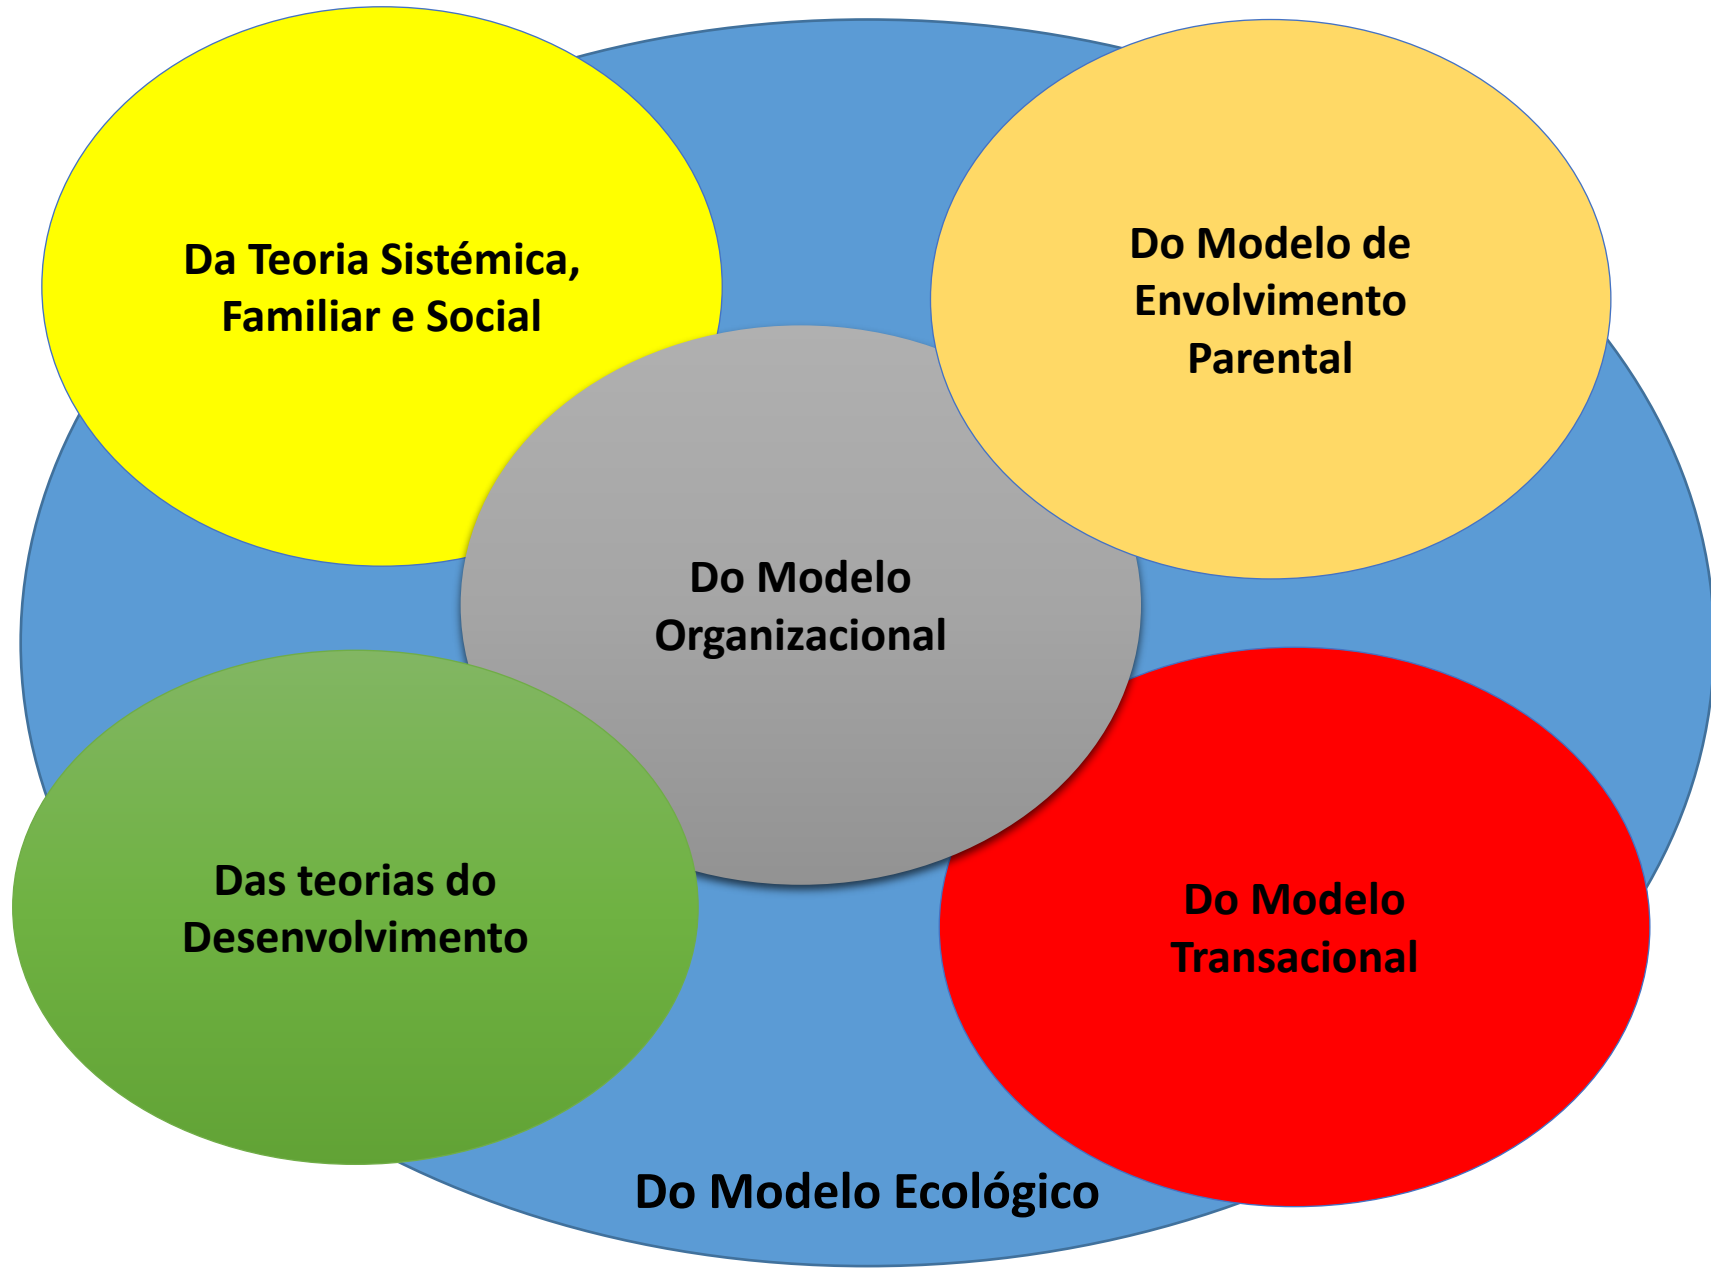 Da Teoria Sistémica,
Familiar e Social
Do Modelo de
Envolvimento
Parental
Do Modelo
Organizacional
Das teorias do
Desenvolvimento
Do Modelo
Transacional
Do Modelo Ecológico